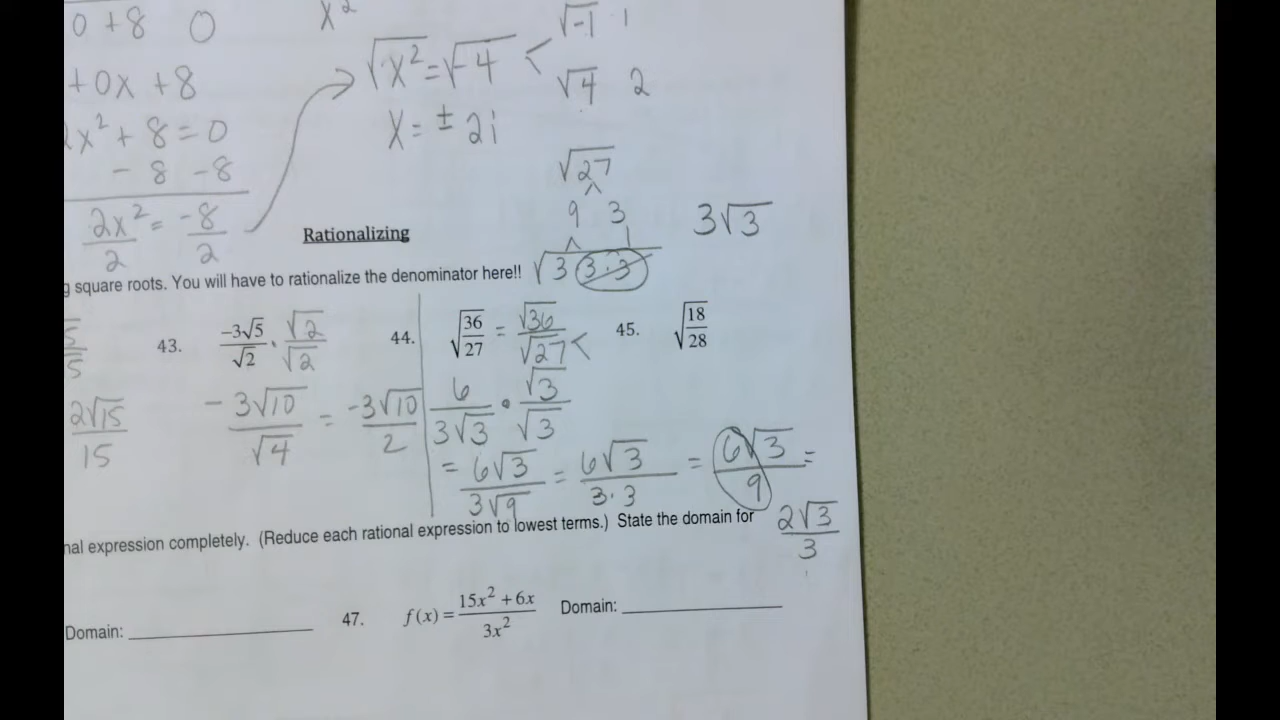 0 + 8 0
x²
√-1 i
+ 0x + 8
√x² = √-4 <
√4 2
2x² + 8 = 0
x = ± 2i
- 8 - 8
√27
2x²/2 = -8/2
9 3
3√3
Rationalizing
√3 3·3
g square roots. You will have to rationalize the denominator here!!
43. -3√5/√2 · √2/√2
44. √36/27 = √36/√27 <
45. √18/28
2√15/15
-3√10/√4 = -3√10/2
6/3√3 · √3/√3
= 6√3/3√9 = 6√3/3·3 = 6√3/9 =
2√3/3
nal expression completely. (Reduce each rational expression to lowest terms.) State the domain for
Domain: ____
47. f(x) = 15x² + 6x/3x² Domain: ____